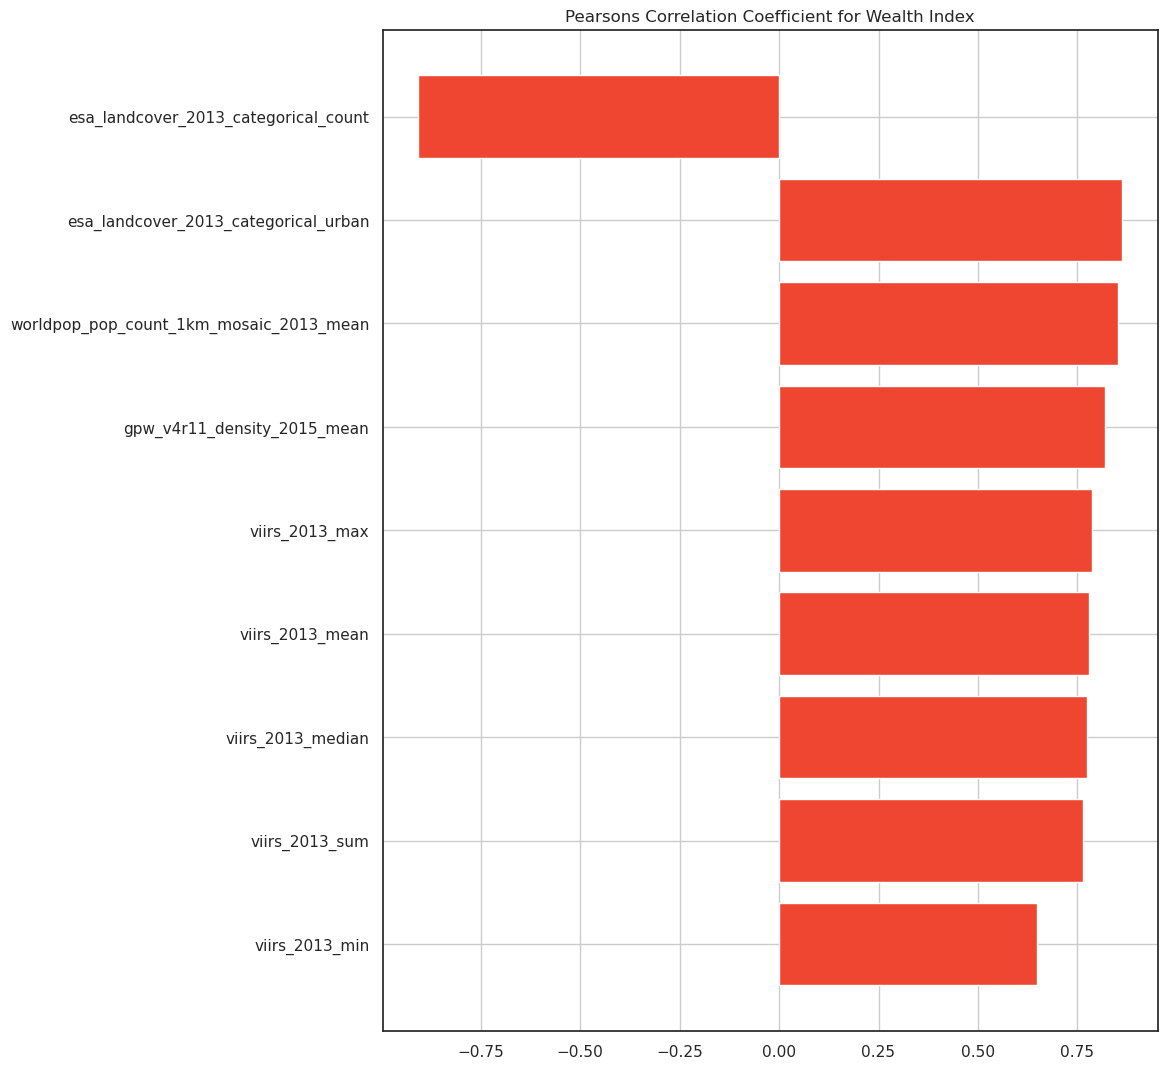 Pearsons Correlation Coefficient for Wealth Index
esa_landcover_2013_categorical_count
esa_landcover_2013_categorical_urban
worldpop_pop_count_1km_mosaic_2013_mean
gpw_v4r11_density_2015_mean
viirs_2013_max
viirs_2013_mean
viirs_2013_median
viirs_2013_sum
viirs_2013_min
−0.75 −0.50 −0.25 0.00 0.25 0.50 0.75